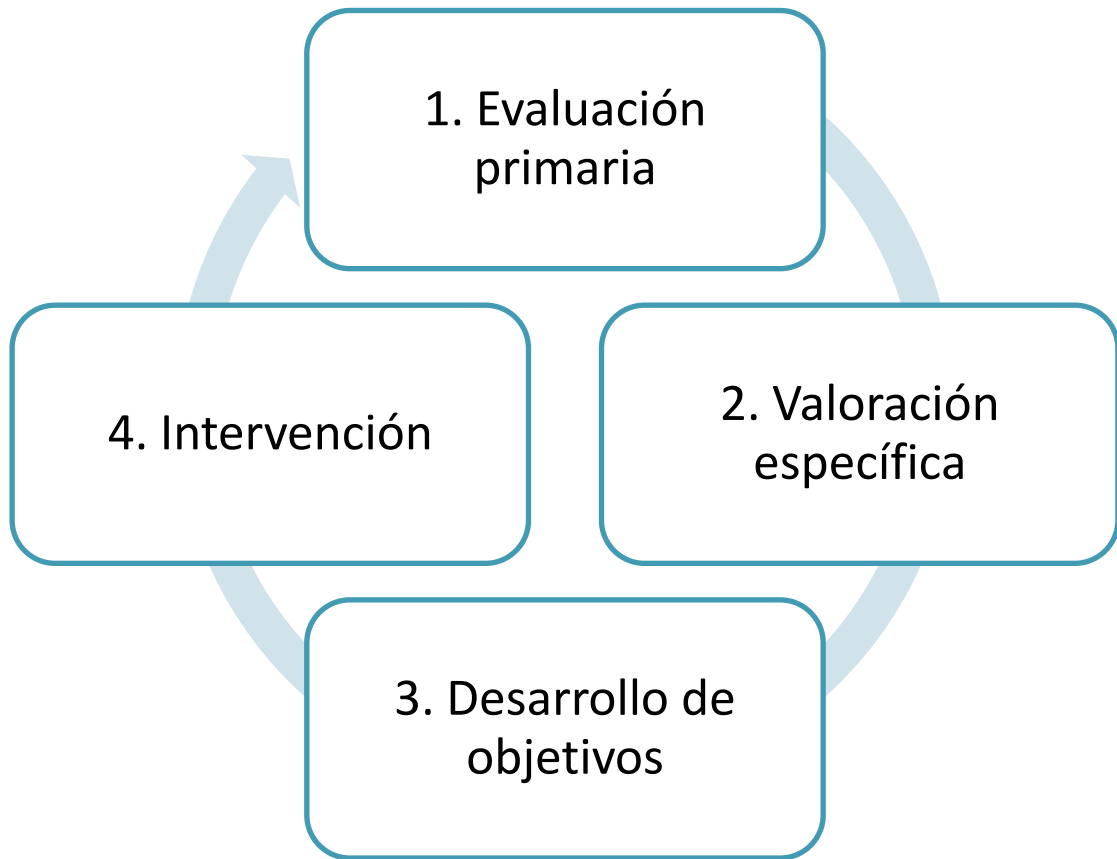 1. Evaluación
primaria
2. Valoración
específica
3. Desarrollo de
objetivos
4. Intervención